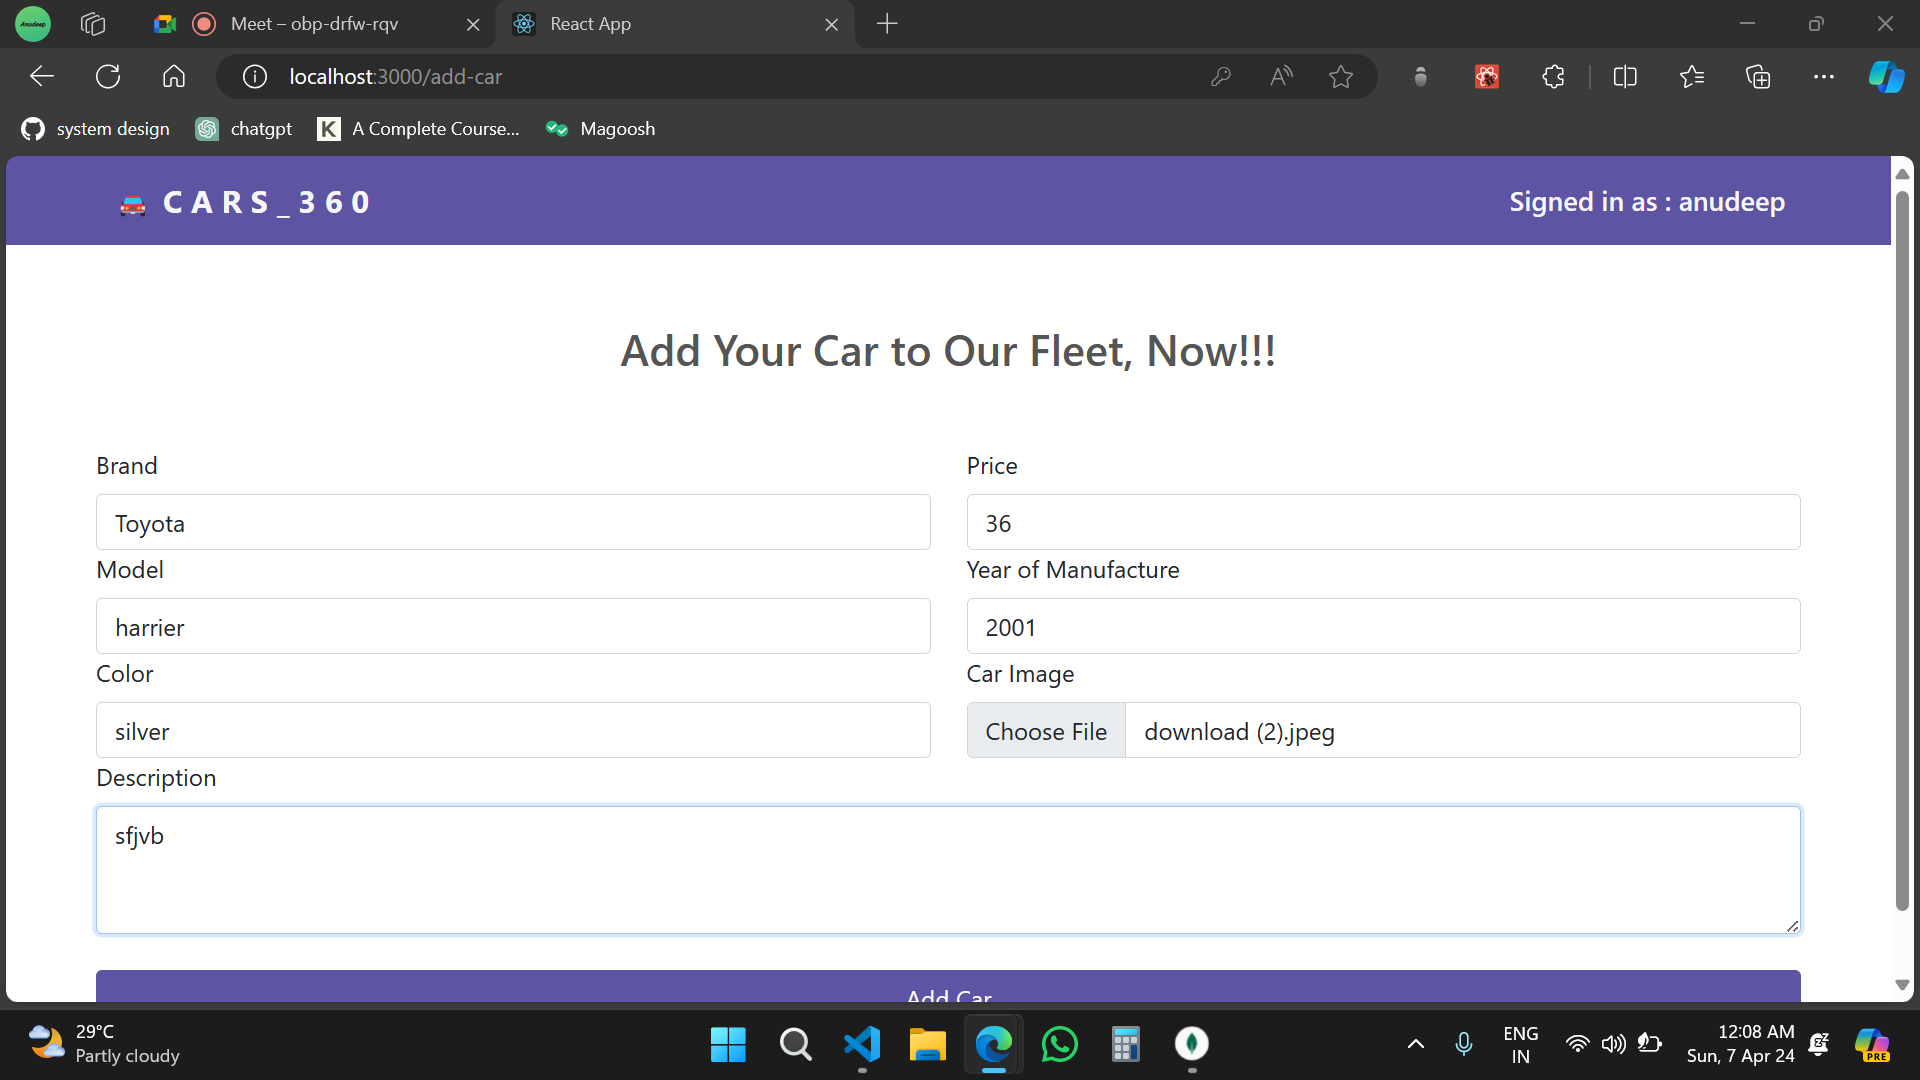 Anudeep
Meet – obp-drfw-rqv
React App
localhost:3000/add-car
system design
chatgpt
K
A Complete Course...
Magoosh
CARS_360
Signed in as : anudeep
Add Your Car to Our Fleet, Now!!!
Brand
Price
Toyota
36
Model
Year of Manufacture
harrier
2001
Color
Car Image
silver
Choose File
download (2).jpeg
Description
sfjvb
Add Car
29°C
Partly cloudy
ENG
IN
12:08 AM
Sun, 7 Apr 24
PRE